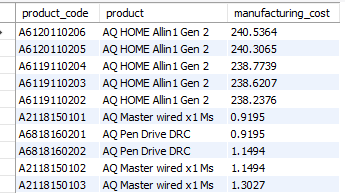 product_code product manufacturing_cost
A6120110206 AQ HOME Allin1 Gen 2 240.5364
A6120110205 AQ HOME Allin1 Gen 2 240.3065
A6119110204 AQ HOME Allin1 Gen 2 238.7739
A6119110203 AQ HOME Allin1 Gen 2 238.6207
A6119110202 AQ HOME Allin1 Gen 2 238.2376
A2118150101 AQ Master wired x1 Ms 0.9195
A6818160201 AQ Pen Drive DRC 0.9195
A6818160202 AQ Pen Drive DRC 1.1494
A2118150102 AQ Master wired x1 Ms 1.1494
A2118150103 AQ Master wired x1 Ms 1.3027